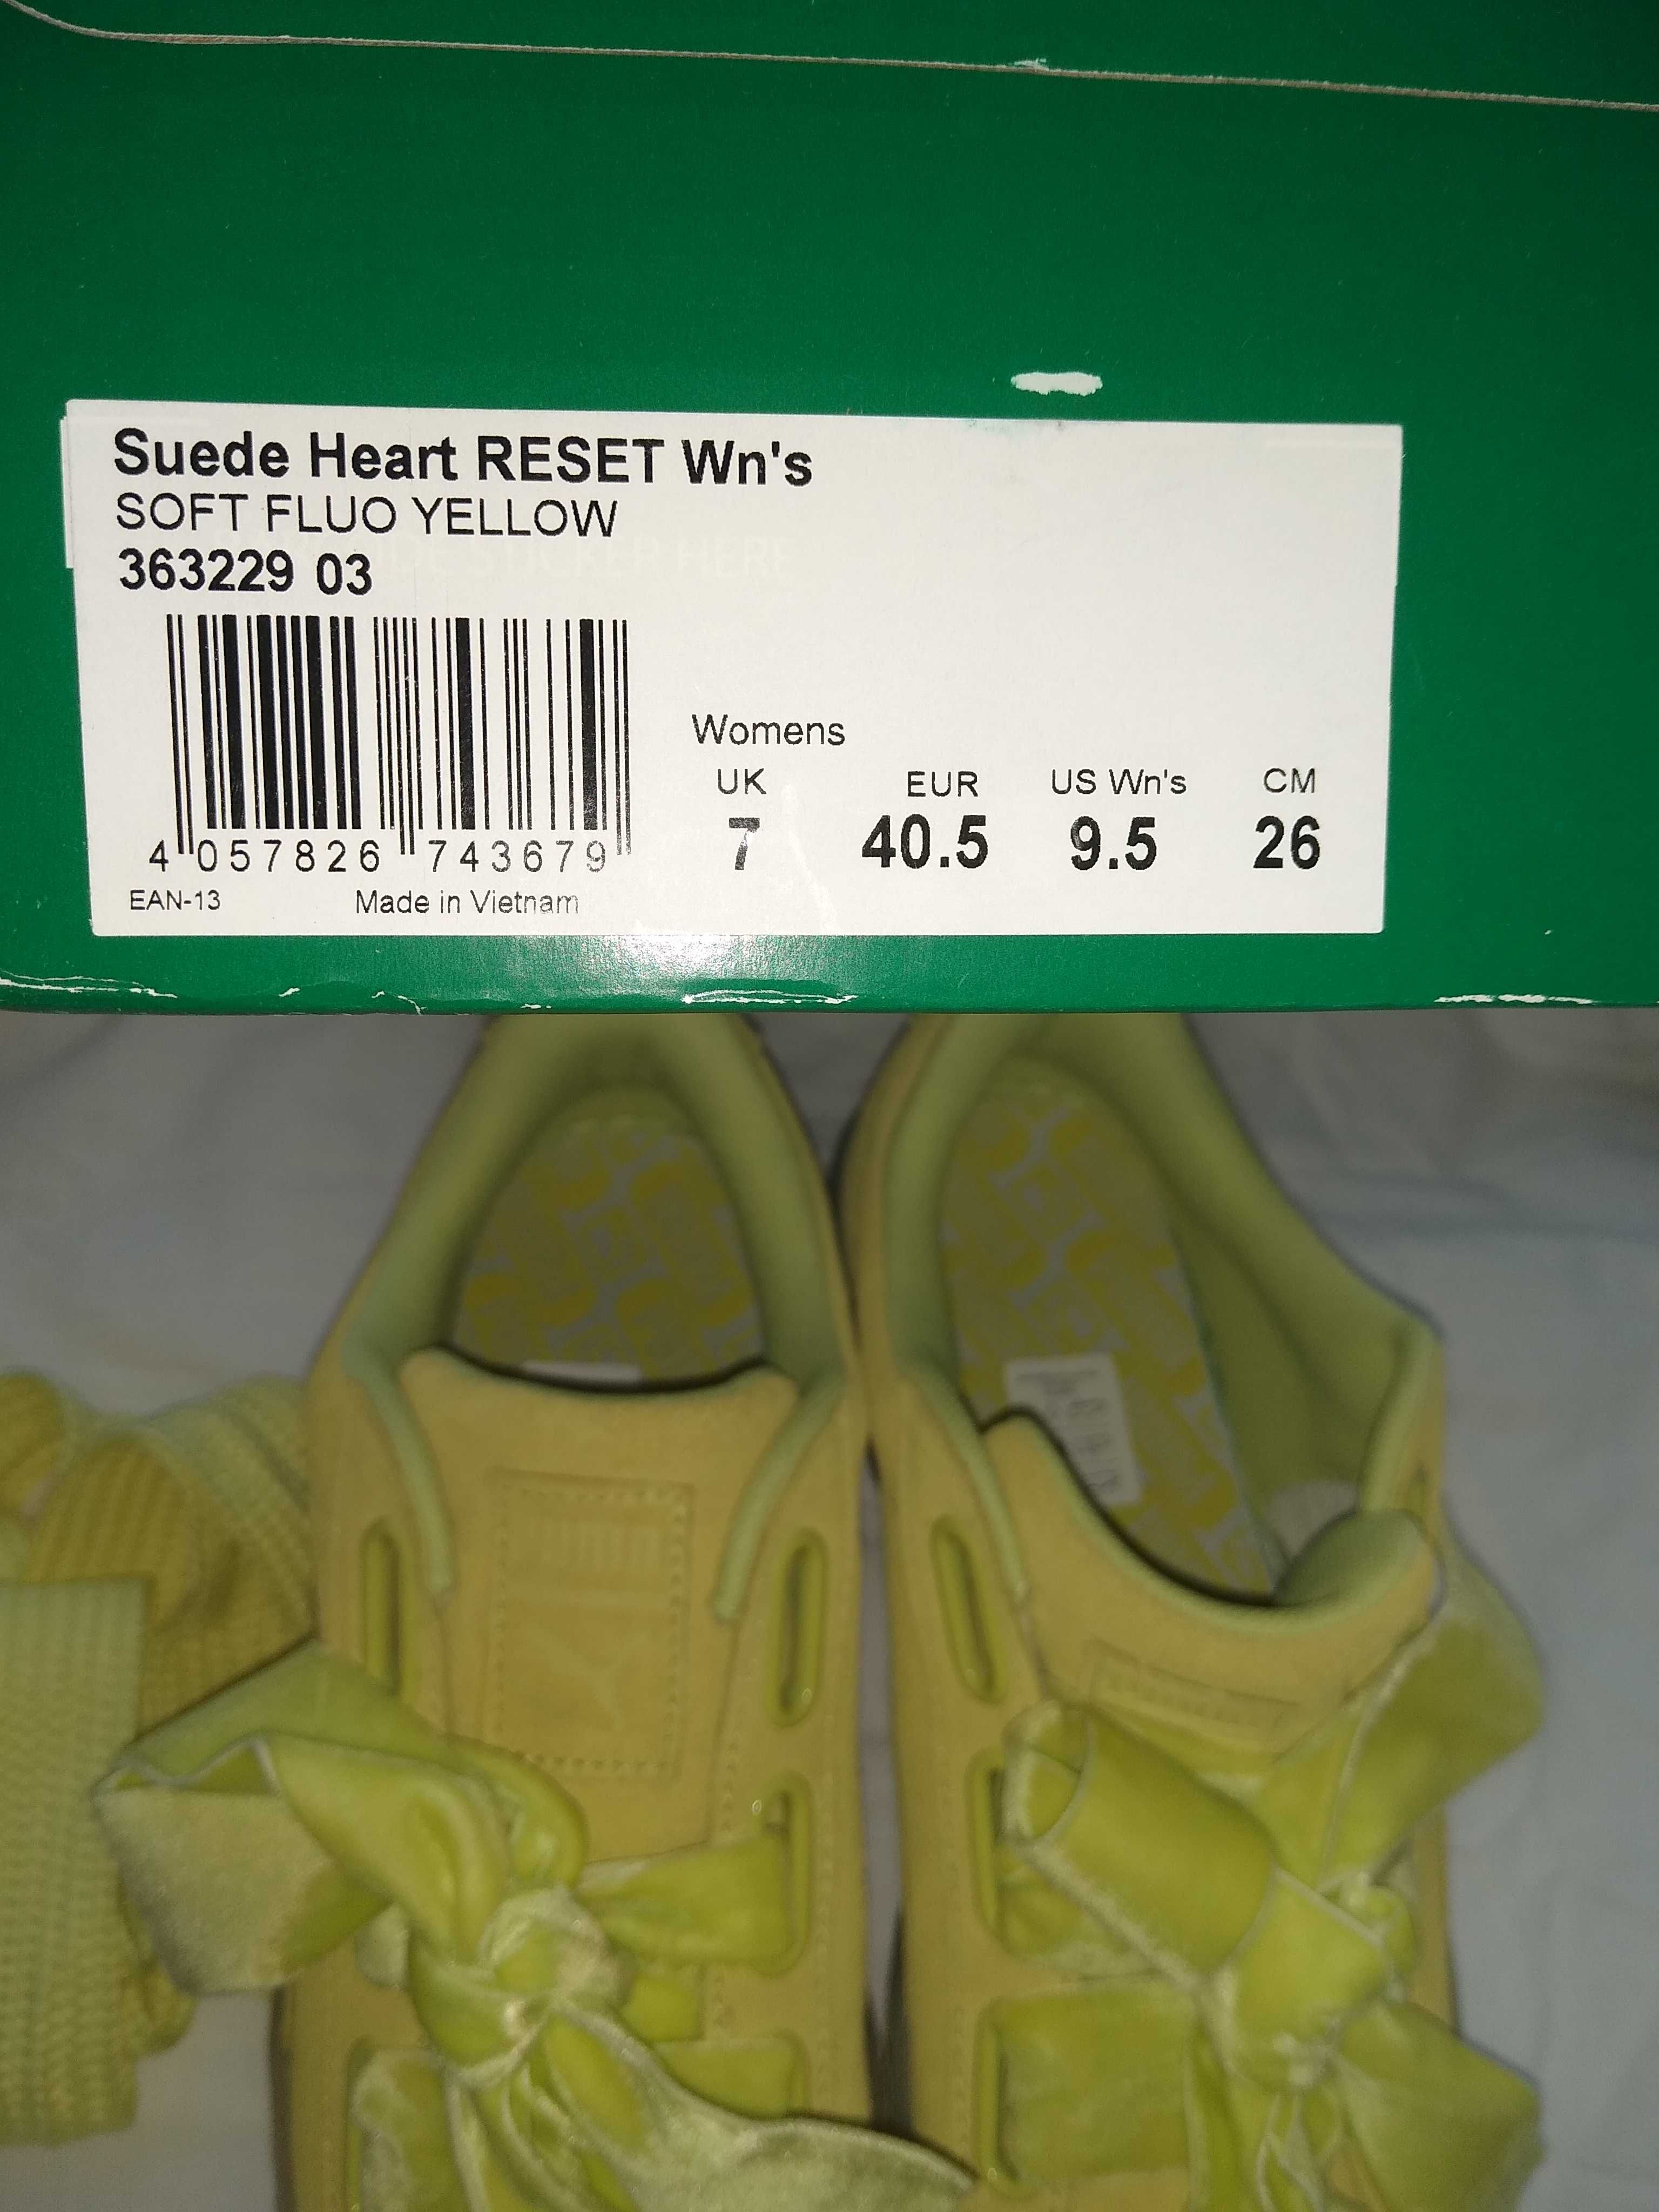 Suede Heart RESET Wn's
SOFT FLUO YELLOW
363229 03
4 057826 743679
EAN-13 Made in Vietnam
Womens
UK EUR US Wn's CM
7 40.5 9.5 26